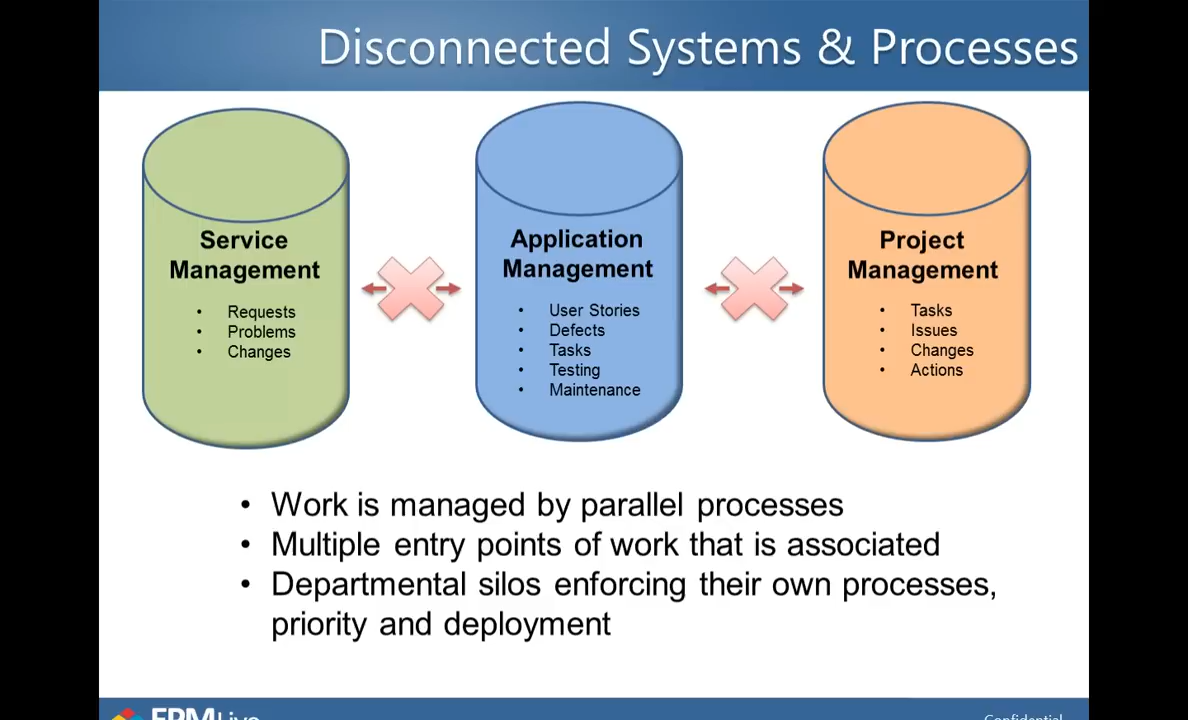 Disconnected Systems & Processes
Service
Management
• Requests
• Problems
• Changes
Application
Management
• User Stories
• Defects
• Tasks
• Testing
• Maintenance
Project
Management
• Tasks
• Issues
• Changes
• Actions
• Work is managed by parallel processes
• Multiple entry points of work that is associated
• Departmental silos enforcing their own processes,
priority and deployment
EPMLive
Confidential